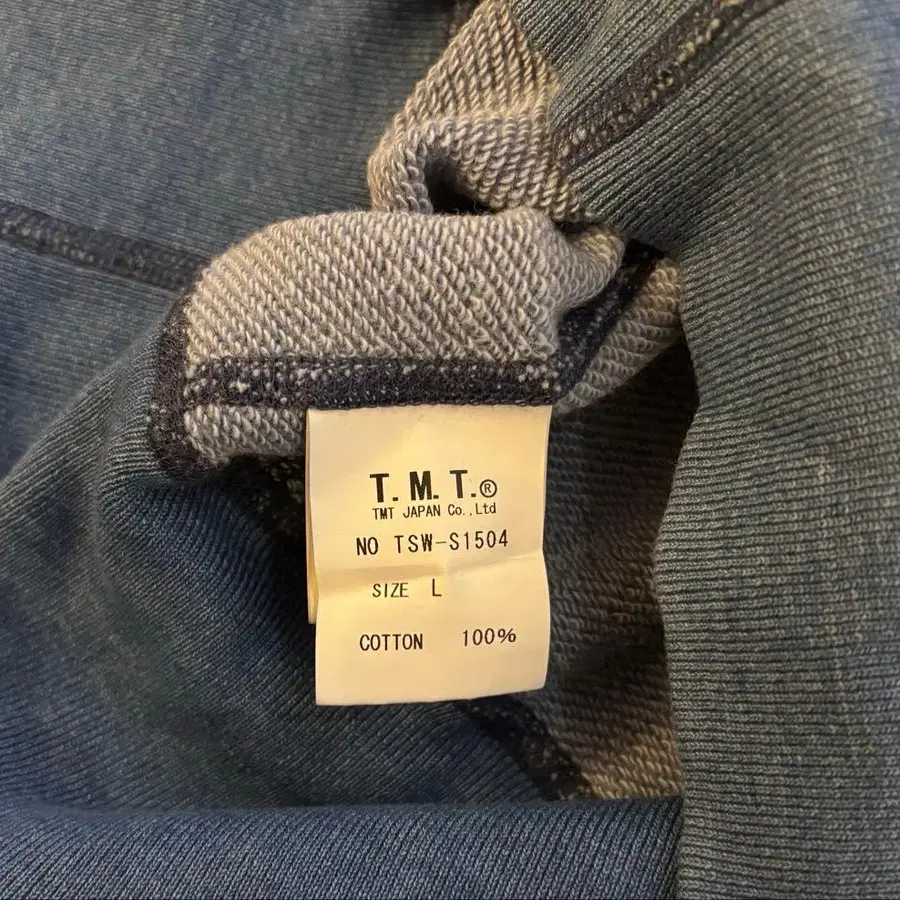 T.M.T.®
TMT JAPAN Co.,Ltd
NO TSW-S1504
SIZE L
COTTON 100%